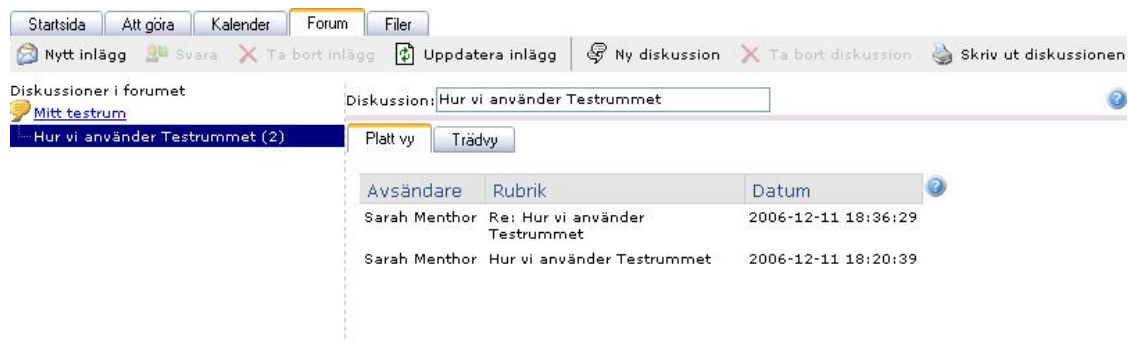 Startsida Att göra Kalender Forum Filer
Nytt inlägg Svara Ta bort inlägg Uppdatera inlägg Ny diskussion Ta bort diskussion Skriv ut diskussionen
Diskussioner i forumet
Mitt testrum
Hur vi använder Testrummet (2)
Diskussion: Hur vi använder Testrummet
Platt vy Trädvy
Avsändare Rubrik Datum
Sarah Menthor Re: Hur vi använder 2006-12-11 18:36:29
Testrummet
Sarah Menthor Hur vi använder Testrummet 2006-12-11 18:20:39